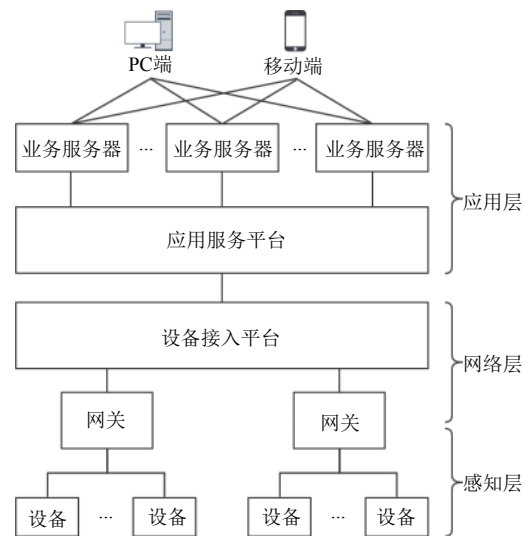 PC端 移动端
业务服务器 ... 业务服务器 ... 业务服务器
应用层
应用服务平台
设备接入平台
网络层
网关 网关
感知层
设备 ... 设备 设备 ... 设备